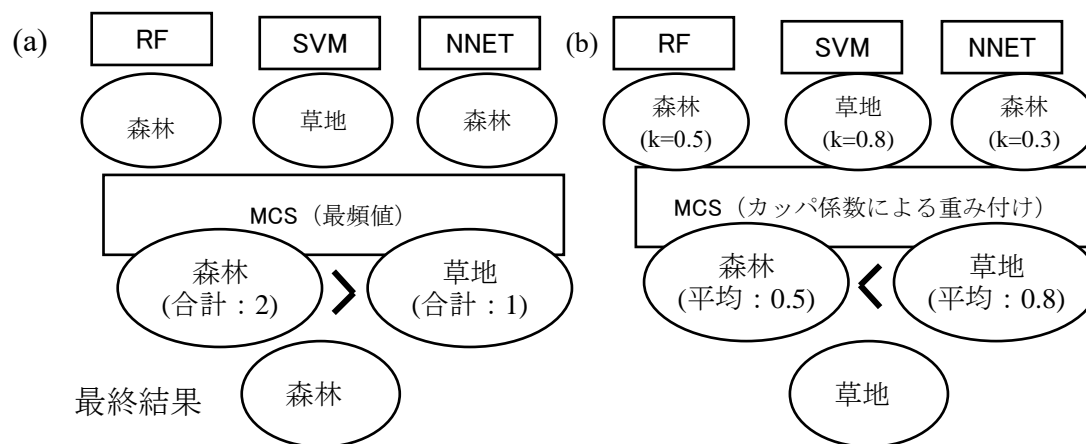 (a)
RF
SVM
NNET
森林
草地
森林
MCS（最頻値）
森林
(合計：2)
>
草地
(合計：1)
森林
最終結果
(b)
RF
SVM
NNET
森林
(k=0.5)
草地
(k=0.8)
森林
(k=0.3)
MCS（カッパ係数による重み付け）
森林
(平均：0.5)
<
草地
(平均：0.8)
草地